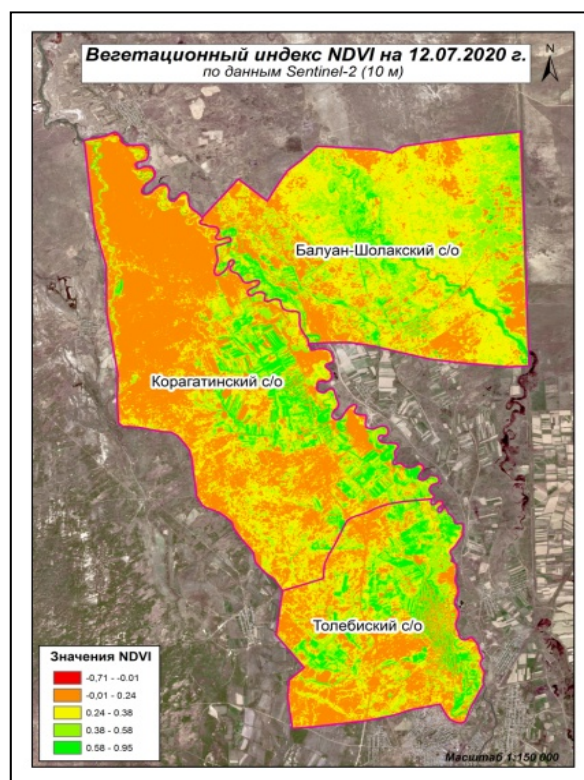 Вегетационный индекс NDVI на 12.07.2020 г.
по данным Sentinel-2 (10 м)
N
Балуан-Шолакский с/о
Корагатинский с/о
Толебиский с/о
Значения NDVI
-0,71 - -0.01
-0,01 - 0.24
0.24 - 0.38
0.38 - 0.58
0.58 - 0.95
Масштаб 1:150 000